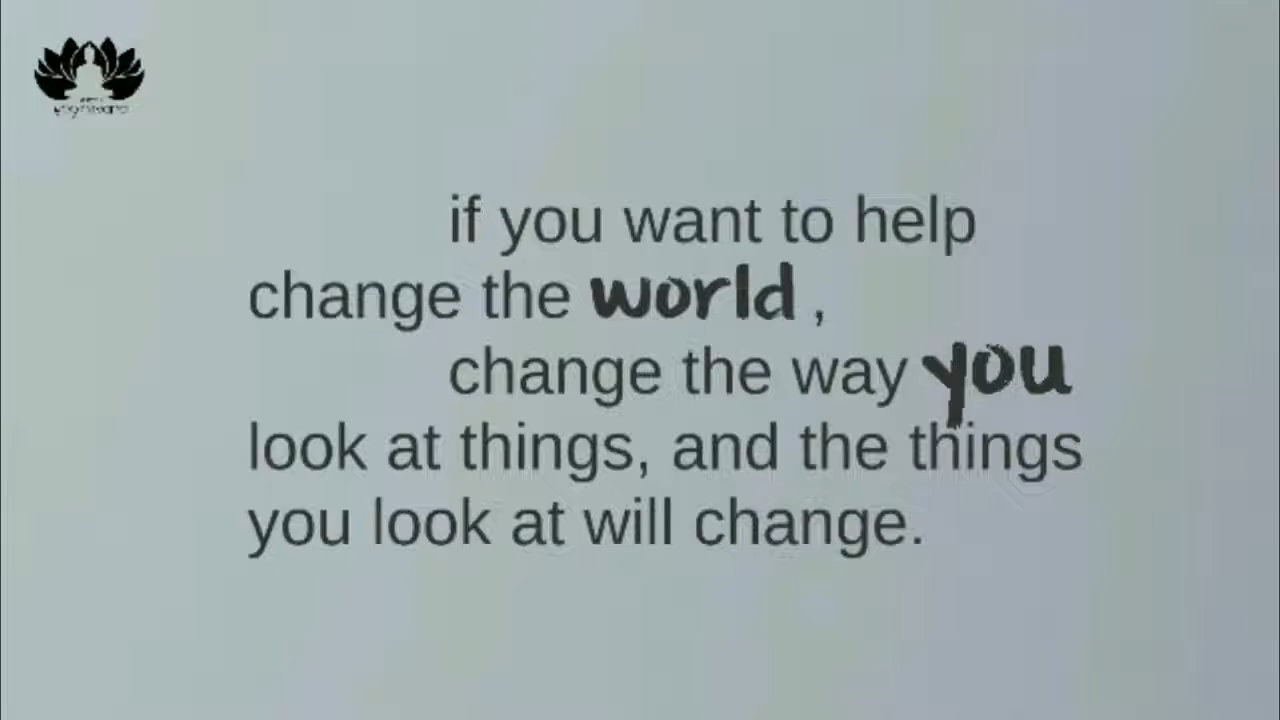 if you want to help
change the world ,
change the way you
look at things, and the things
you look at will change.